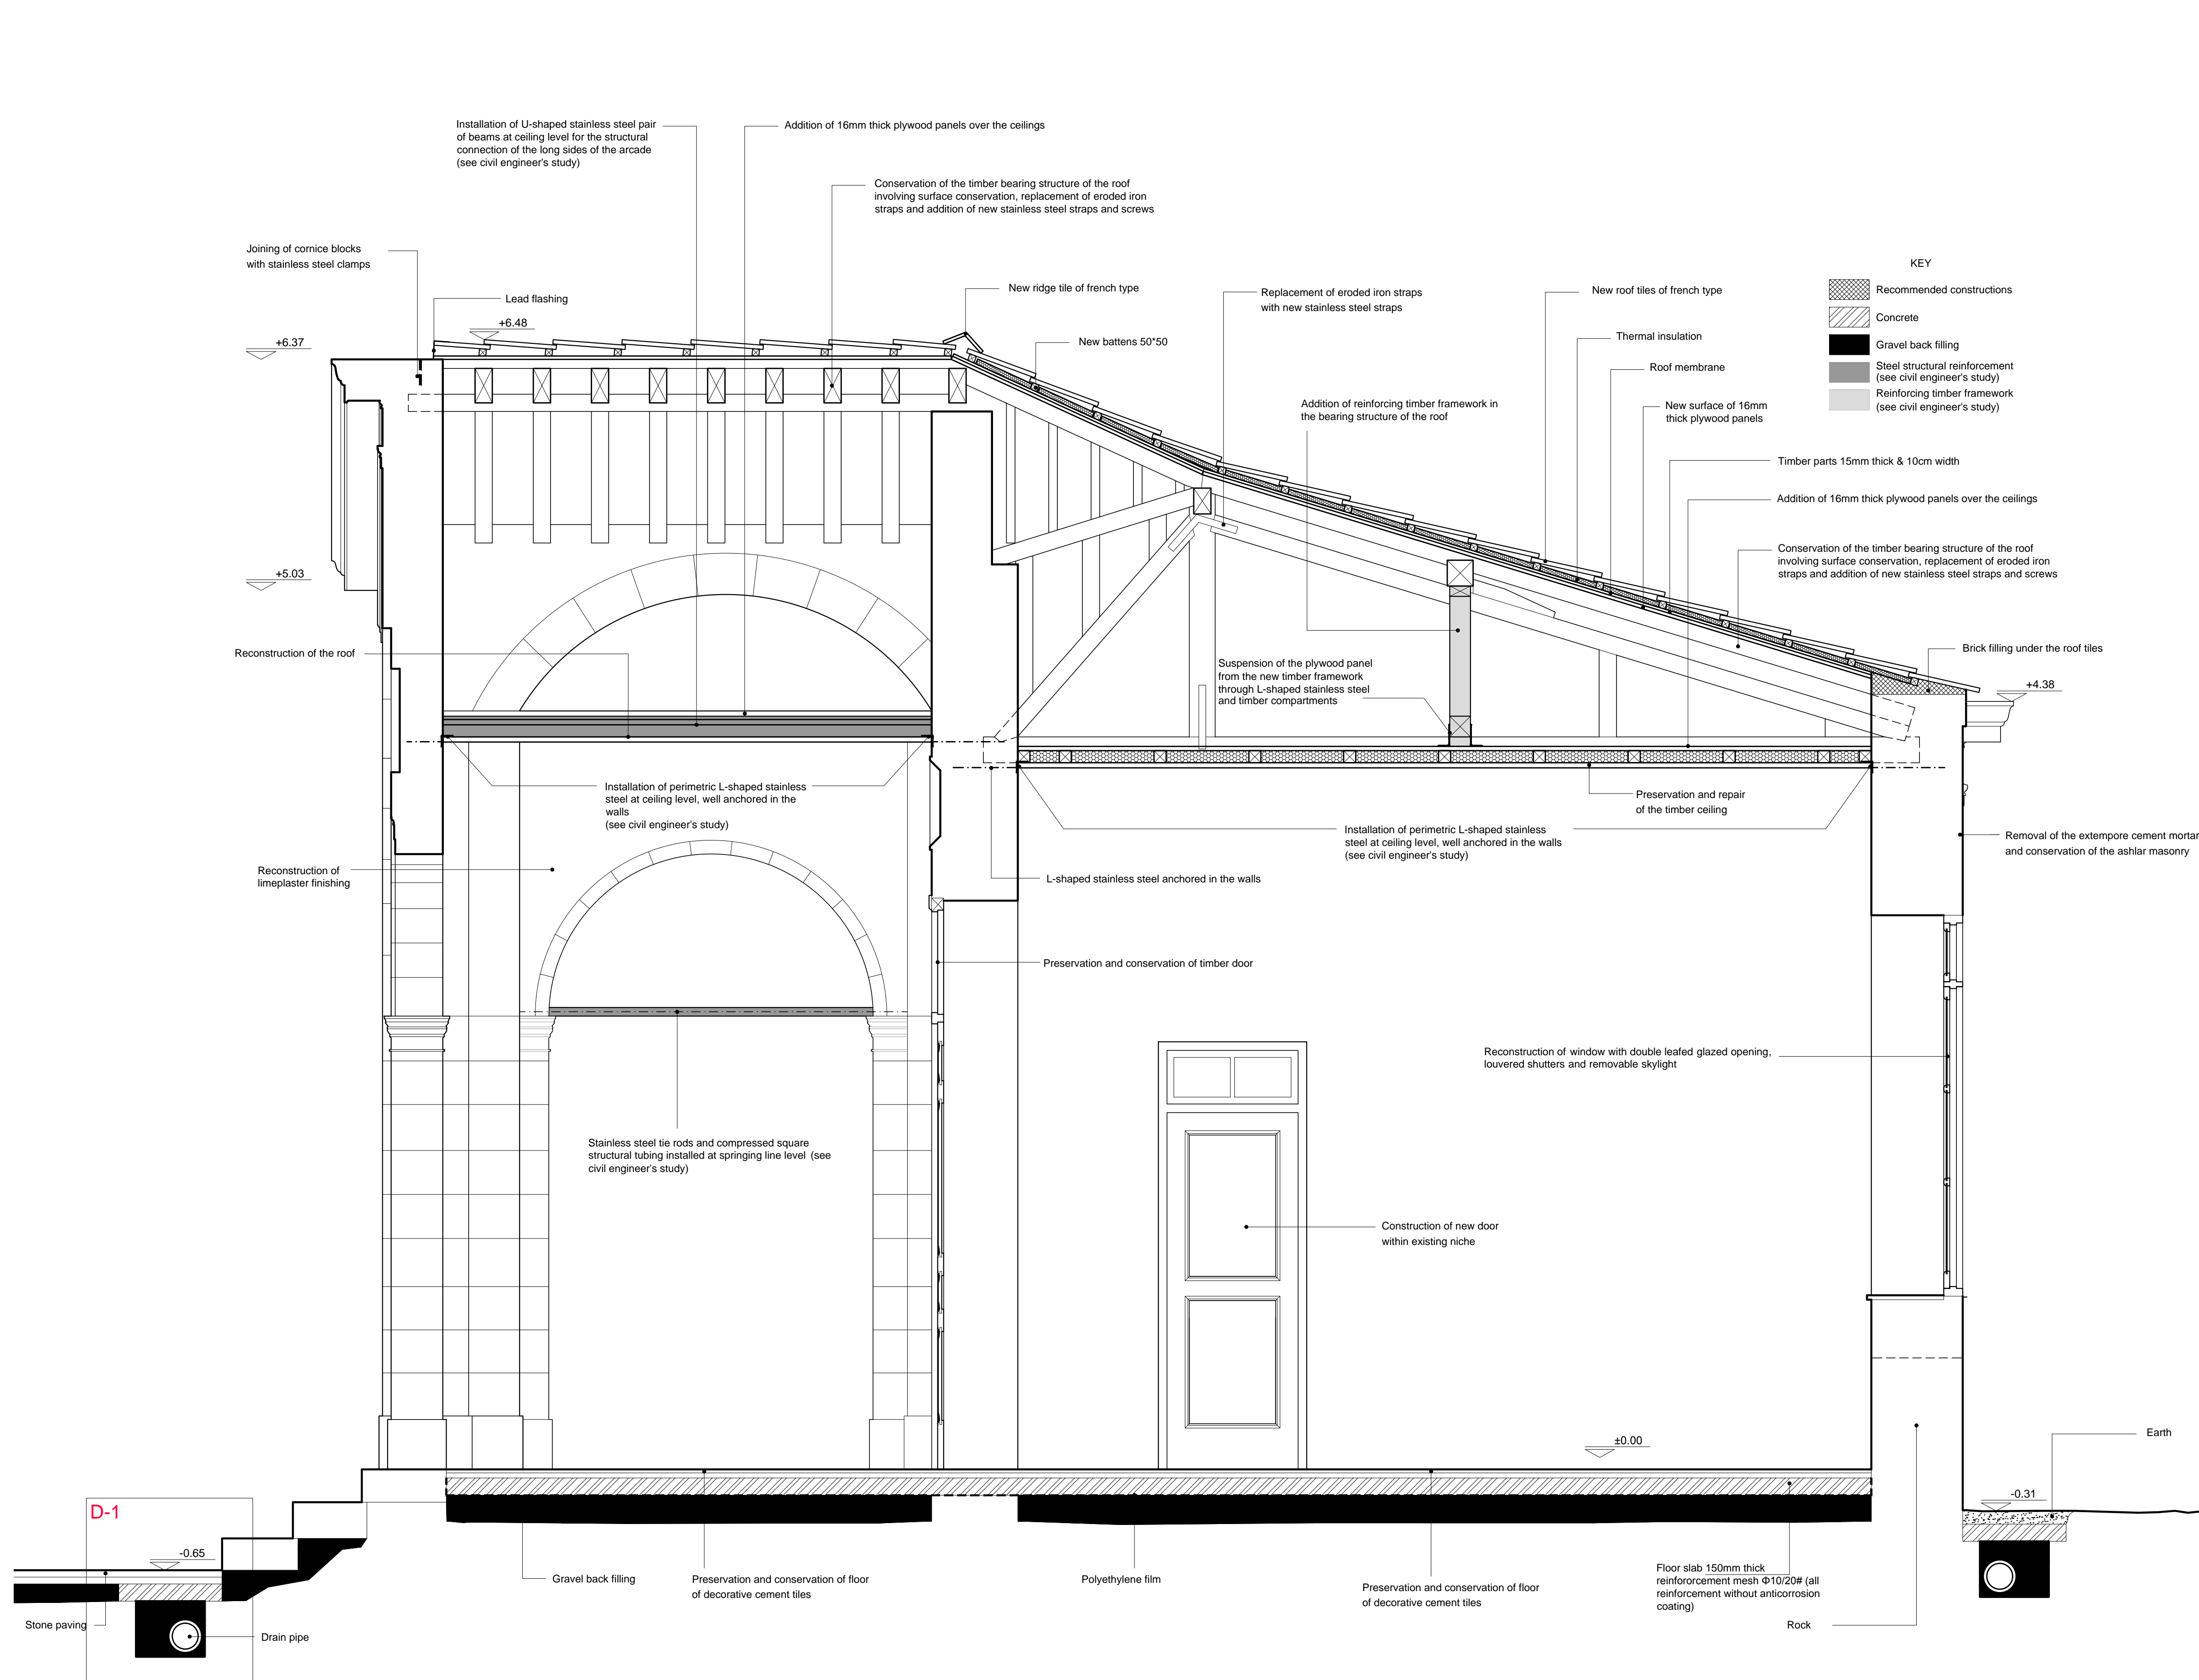 Installation of U-shaped stainless steel pair
of beams at ceiling level for the structural
connection of the long sides of the arcade
(see civil engineer's study)
Addition of 16mm thick plywood panels over the ceilings
Conservation of the timber bearing structure of the roof
involving surface conservation, replacement of eroded iron
straps and addition of new stainless steel straps and screws
Joining of cornice blocks
with stainless steel clamps
Lead flashing
+6.48
+6.37
New ridge tile of french type
New battens 50*50
Replacement of eroded iron straps
with new stainless steel straps
New roof tiles of french type
Thermal insulation
Roof membrane
New surface of 16mm
thick plywood panels
KEY
Recommended constructions
Concrete
Gravel back filling
Steel structural reinforcement
(see civil engineer's study)
Reinforcing timber framework
(see civil engineer's study)
Addition of reinforcing timber framework in
the bearing structure of the roof
Timber parts 15mm thick & 10cm width
Addition of 16mm thick plywood panels over the ceilings
Conservation of the timber bearing structure of the roof
involving surface conservation, replacement of eroded iron
straps and addition of new stainless steel straps and screws
+5.03
Reconstruction of the roof
Suspension of the plywood panel
from the new timber framework
through L-shaped stainless steel
and timber compartments
Brick filling under the roof tiles
+4.38
Installation of perimetric L-shaped stainless
steel at ceiling level, well anchored in the
walls
(see civil engineer's study)
Preservation and repair
of the timber ceiling
Installation of perimetric L-shaped stainless
steel at ceiling level, well anchored in the walls
(see civil engineer's study)
Removal of the extempore cement mortar
and conservation of the ashlar masonry
Reconstruction of
limeplaster finishing
L-shaped stainless steel anchored in the walls
Preservation and conservation of timber door
Reconstruction of window with double leafed glazed opening,
louvered shutters and removable skylight
Stainless steel tie rods and compressed square
structural tubing installed at springing line level (see
civil engineer's study)
Construction of new door
within existing niche
±0.00
Earth
-0.31
D-1
-0.65
Gravel back filling
Preservation and conservation of floor
of decorative cement tiles
Polyethylene film
Preservation and conservation of floor
of decorative cement tiles
Floor slab 150mm thick
reinfororcement mesh Φ10/20# (all
reinforcement without anticorrosion
coating)
Stone paving
Drain pipe
Rock